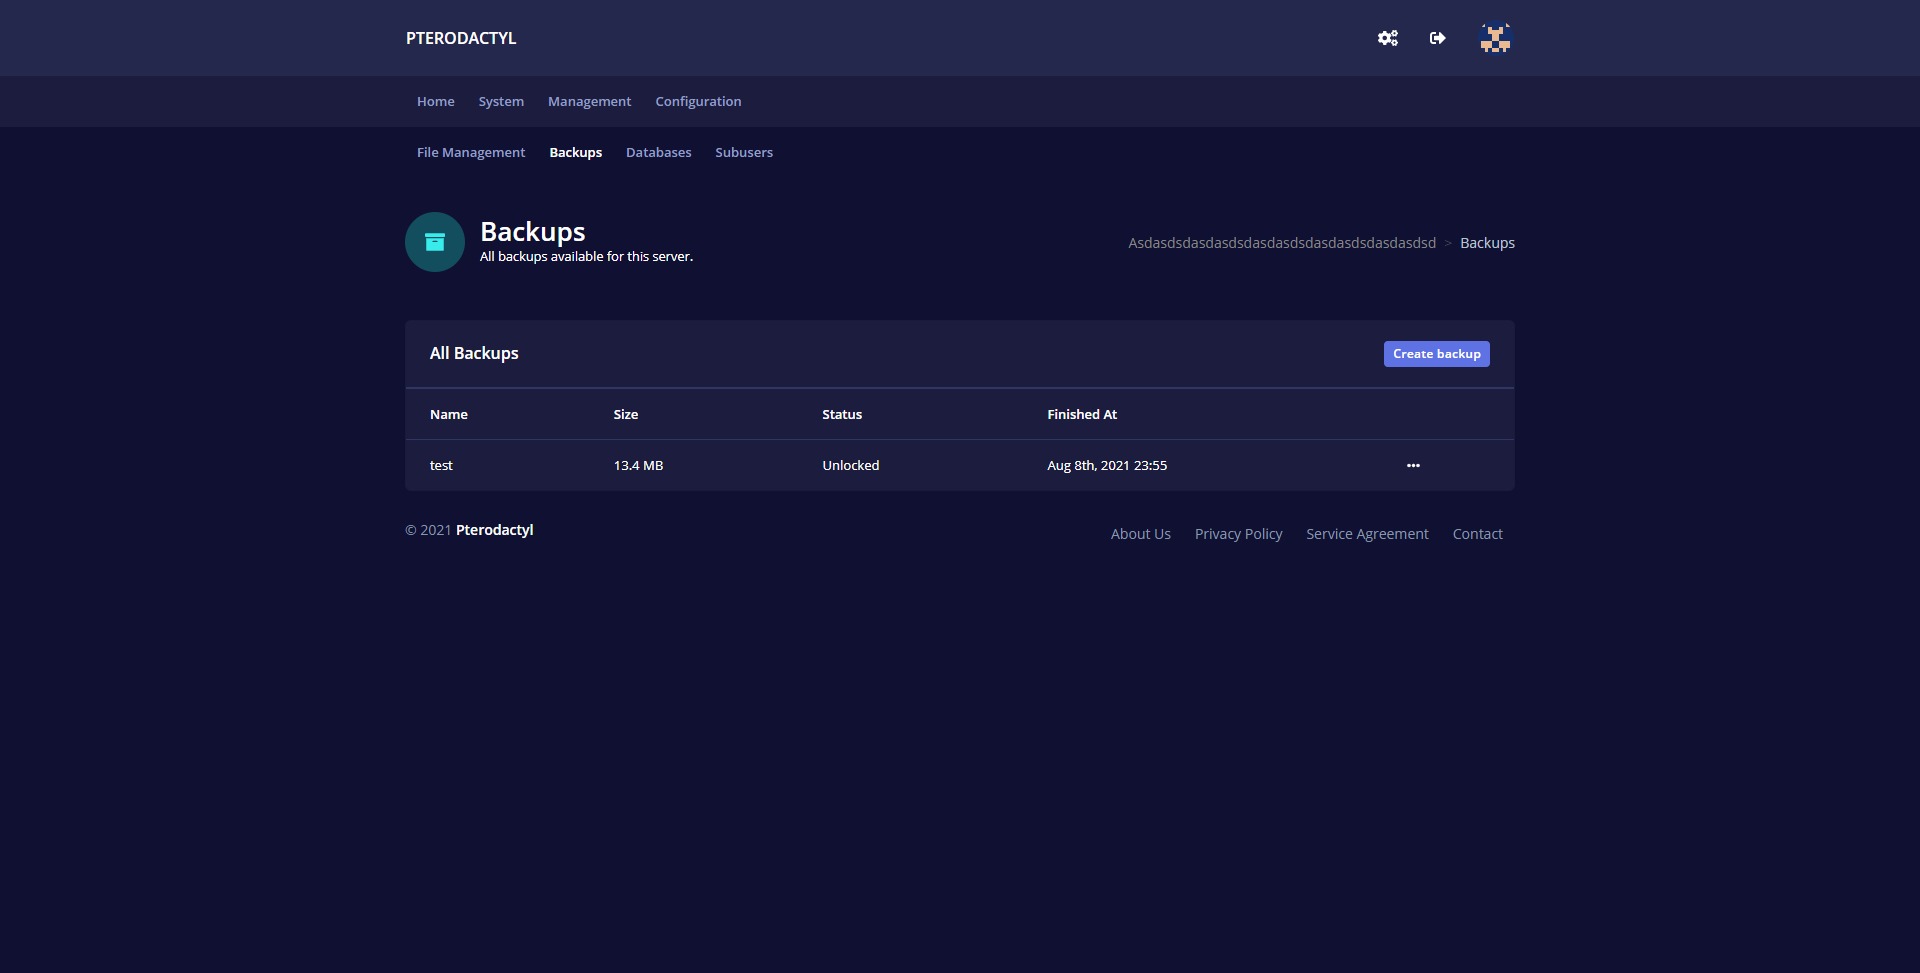 PTERODACTYL
Home System Management Configuration
File Management Backups Databases Subusers
Backups
All backups available for this server.
Asdasdsdasdasdsdasdasdsdasdasdsdasdasdsd > Backups
All Backups
Create backup
Name Size Status Finished At
test 13.4 MB Unlocked Aug 8th, 2021 23:55
© 2021 Pterodactyl
About Us Privacy Policy Service Agreement Contact